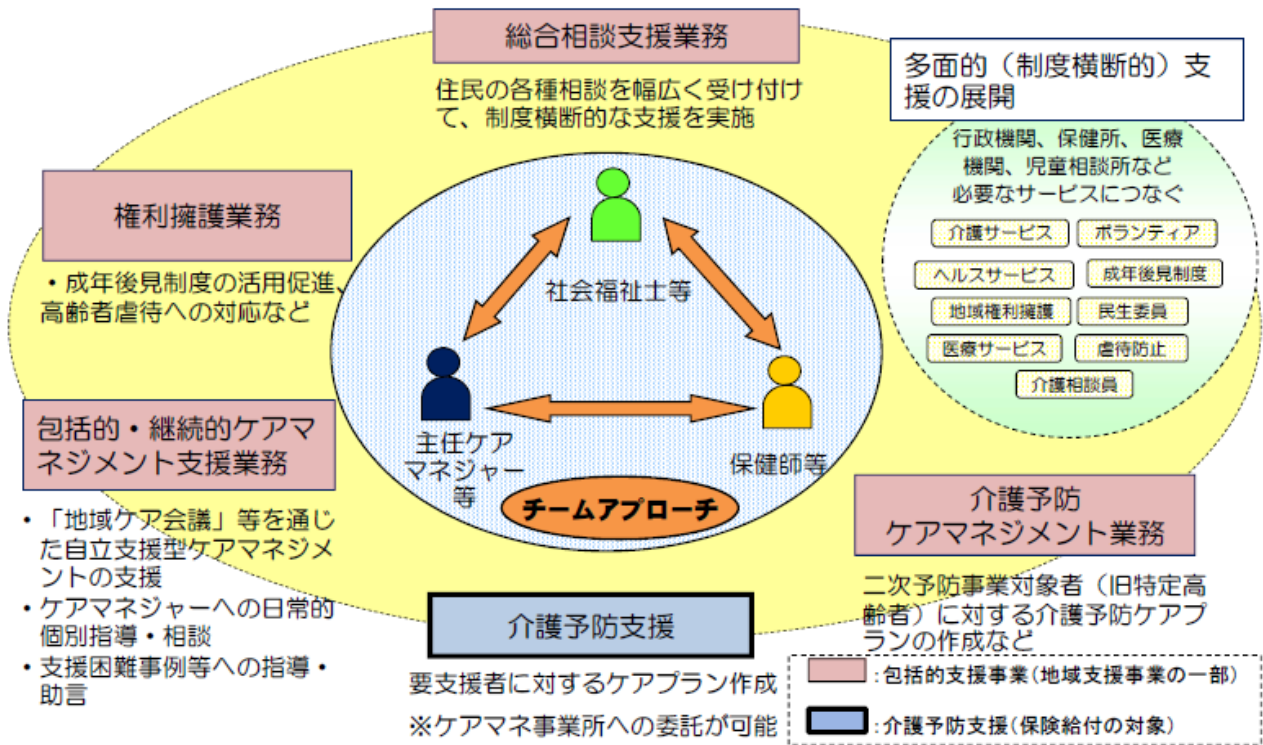 総合相談支援業務
住民の各種相談を幅広く受け付け
て、制度横断的な支援を実施
多面的（制度横断的）支
援の展開
行政機関、保健所、医療
機関、児童相談所など
必要なサービスにつなぐ
介護サービス
ボランティア
ヘルスサービス
成年後見制度
地域権利擁護
民生委員
医療サービス
虐待防止
介護相談員
権利擁護業務
・成年後見制度の活用促進、
高齢者虐待への対応など
社会福祉士等
主任ケア
マネジャー
等
保健師等
チームアプローチ
包括的・継続的ケアマ
ネジメント支援業務
・「地域ケア会議」等を通じ
た自立支援型ケアマネジメ
ントの支援
・ケアマネジャーへの日常的
個別指導・相談
・支援困難事例等への指導・
助言
介護予防
ケアマネジメント業務
二次予防事業対象者（旧特定高
齢者）に対する介護予防ケアプ
ランの作成など
介護予防支援
要支援者に対するケアプラン作成
※ケアマネ事業所への委託が可能
：包括的支援事業（地域支援事業の一部）
：介護予防支援（保険給付の対象）